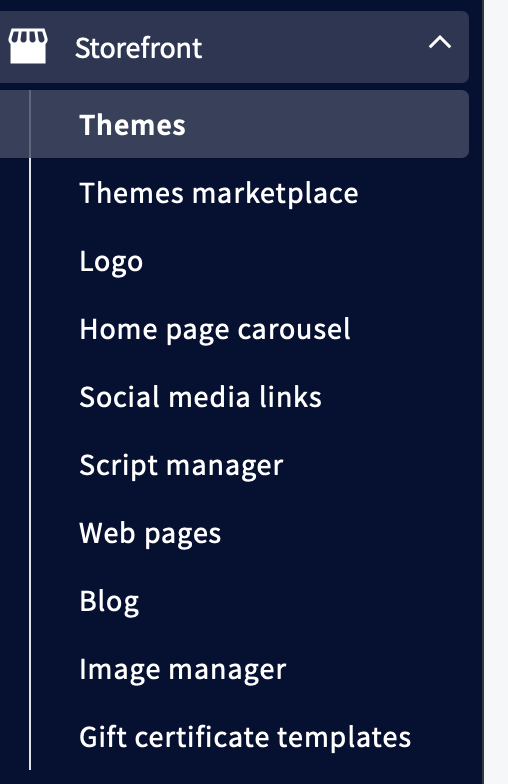 Storefront
Themes
Themes marketplace
Logo
Home page carousel
Social media links
Script manager
Web pages
Blog
Image manager
Gift certificate templates